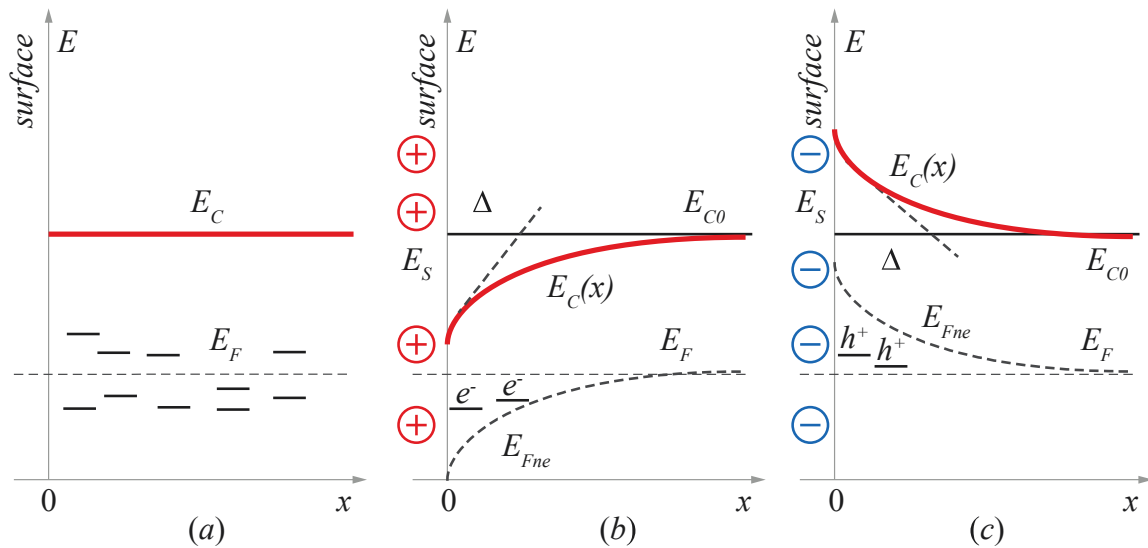 surface
E
E_C
E_F
0
x
(a)
surface
E
+
+
Δ
E_C0
E_S
E_C(x)
+
E_F
e⁻
e⁻
+
E_Fne
0
x
(b)
surface
E
−
E_C(x)
E_S
−
Δ
E_C0
E_Fne
−
h⁺
h⁺
E_F
−
0
x
(c)